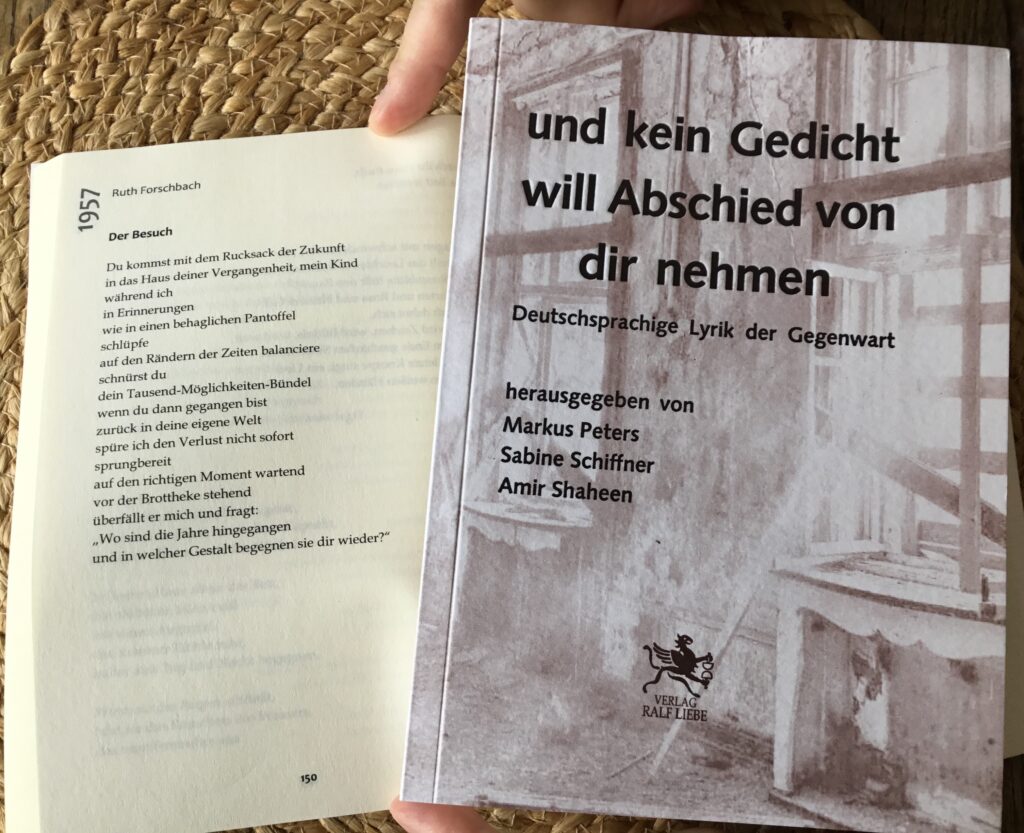 1957
Ruth Forschbach
Der Besuch
Du kommst mit dem Rucksack der Zukunft
in das Haus deiner Vergangenheit, mein Kind
während ich
in Erinnerungen
wie in einen behaglichen Pantoffel
schlüpfe
auf den Rändern der Zeiten balanciere
schnürst du
dein Tausend-Möglichkeiten-Bündel
wenn du dann gegangen bist
zurück in deine eigene Welt
spüre ich den Verlust nicht sofort
sprungbereit
auf den richtigen Moment wartend
vor der Brottheke stehend
überfällt er mich und fragt:
„Wo sind die Jahre hingegangen
und in welcher Gestalt begegnen sie dir wieder?“
150
und kein Gedicht
will Abschied von
dir nehmen
Deutschsprachige Lyrik der Gegenwart
herausgegeben von
Markus Peters
Sabine Schiffner
Amir Shaheen
VERLAG
RALF LIEBE